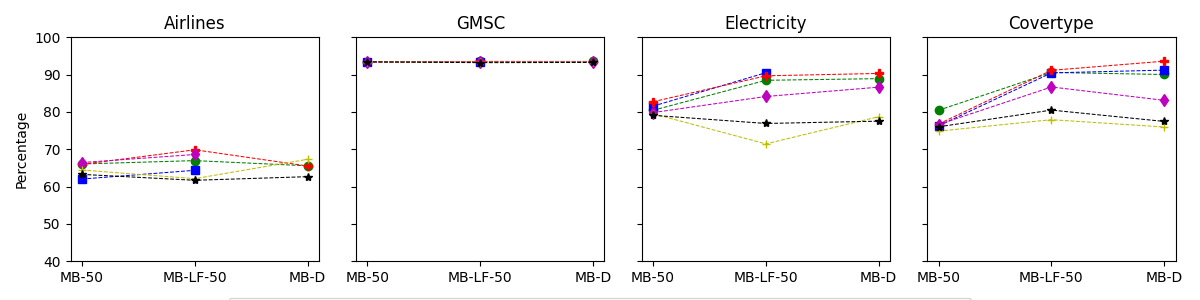 Airlines GMSC Electricity Covertype
Percentage
100
90
80
70
60
50
40
MB-50 MB-LF-50 MB-D MB-50 MB-LF-50 MB-D MB-50 MB-LF-50 MB-D MB-50 MB-LF-50 MB-D